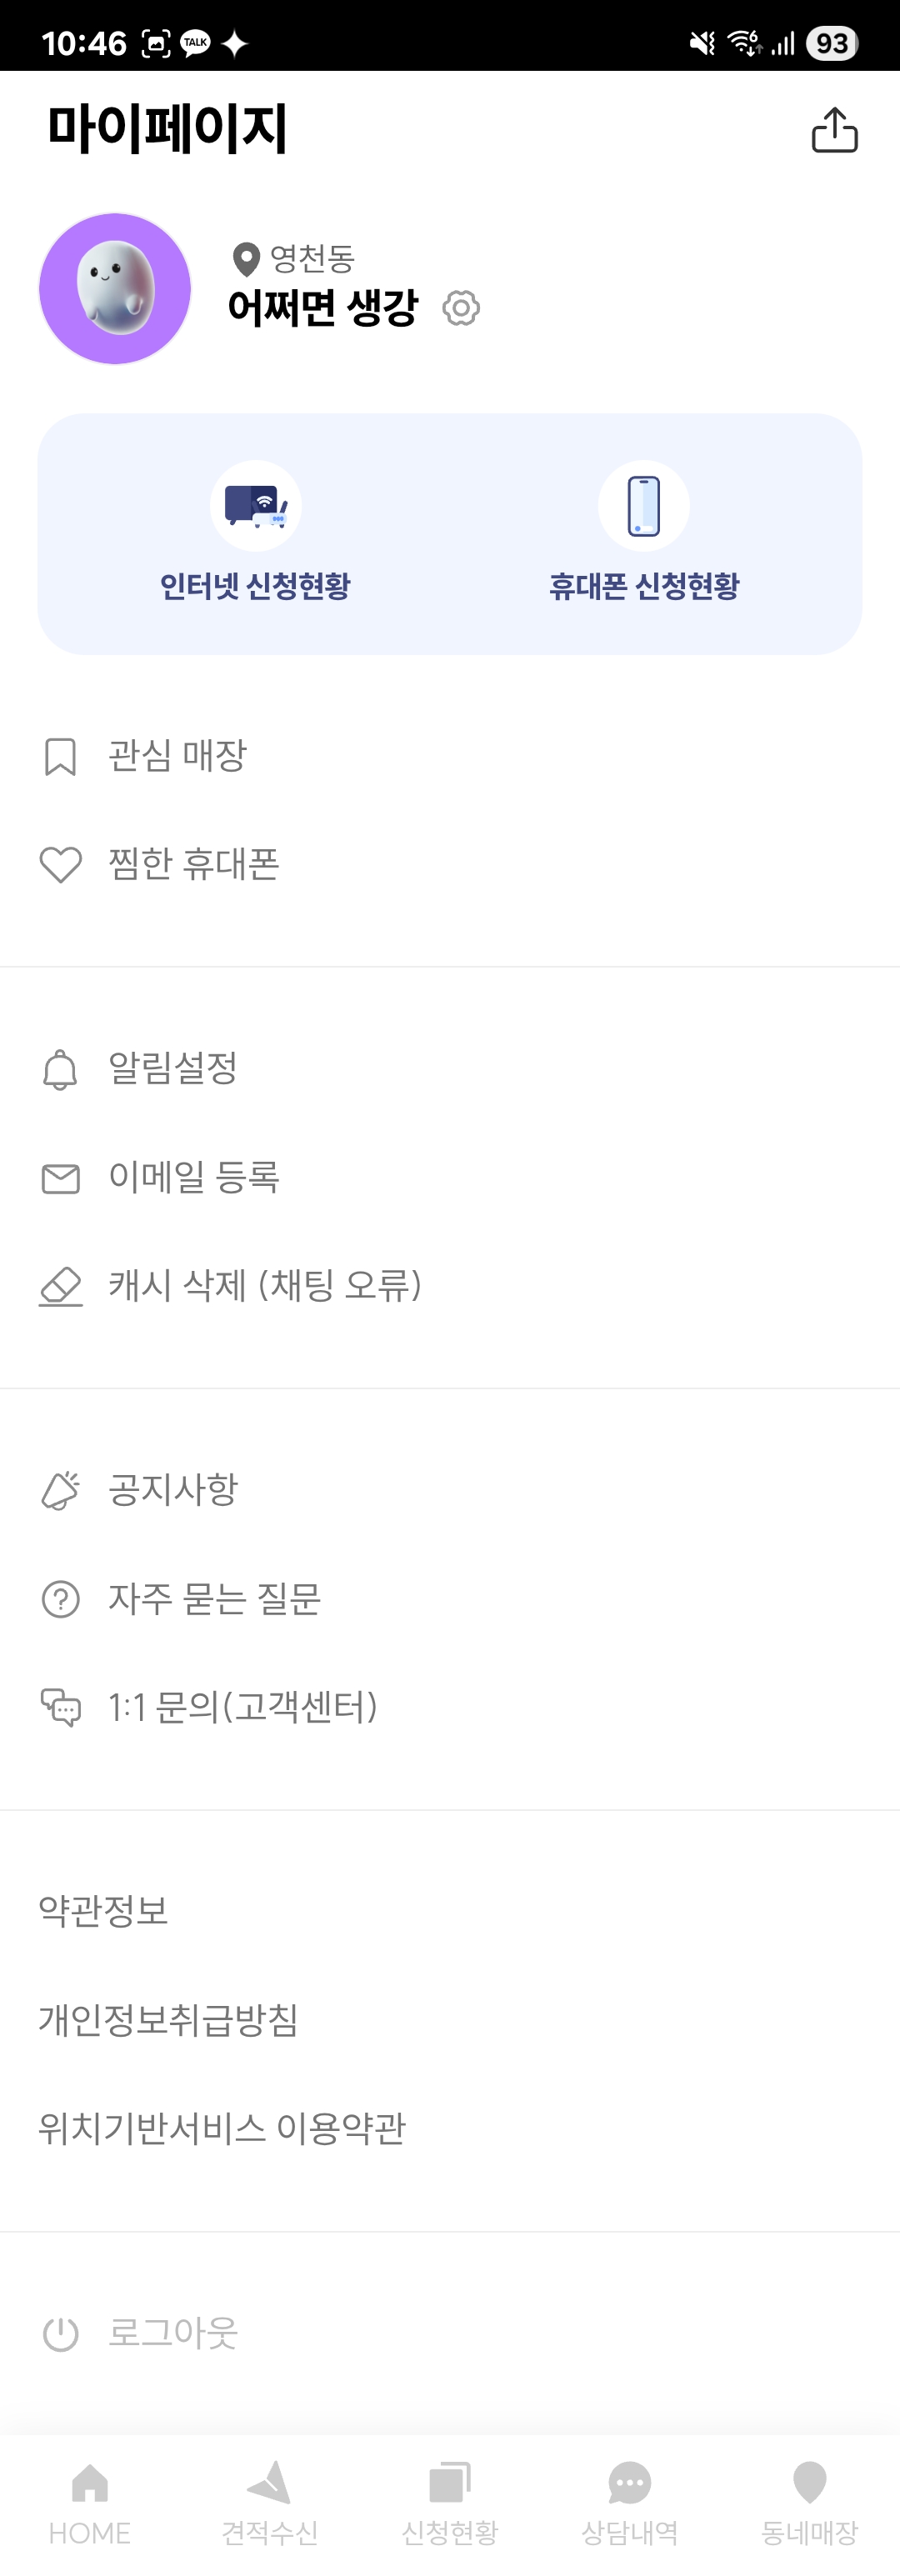 10:46 TALK 6 93
마이페이지
영천동
어쩌면 생강
인터넷 신청현황 휴대폰 신청현황
관심 매장
찜한 휴대폰
알림설정
이메일 등록
캐시 삭제 (채팅 오류)
공지사항
자주 묻는 질문
1:1 문의(고객센터)
약관정보
개인정보취급방침
위치기반서비스 이용약관
로그아웃
HOME 견적수신 신청현황 상담내역 동네매장